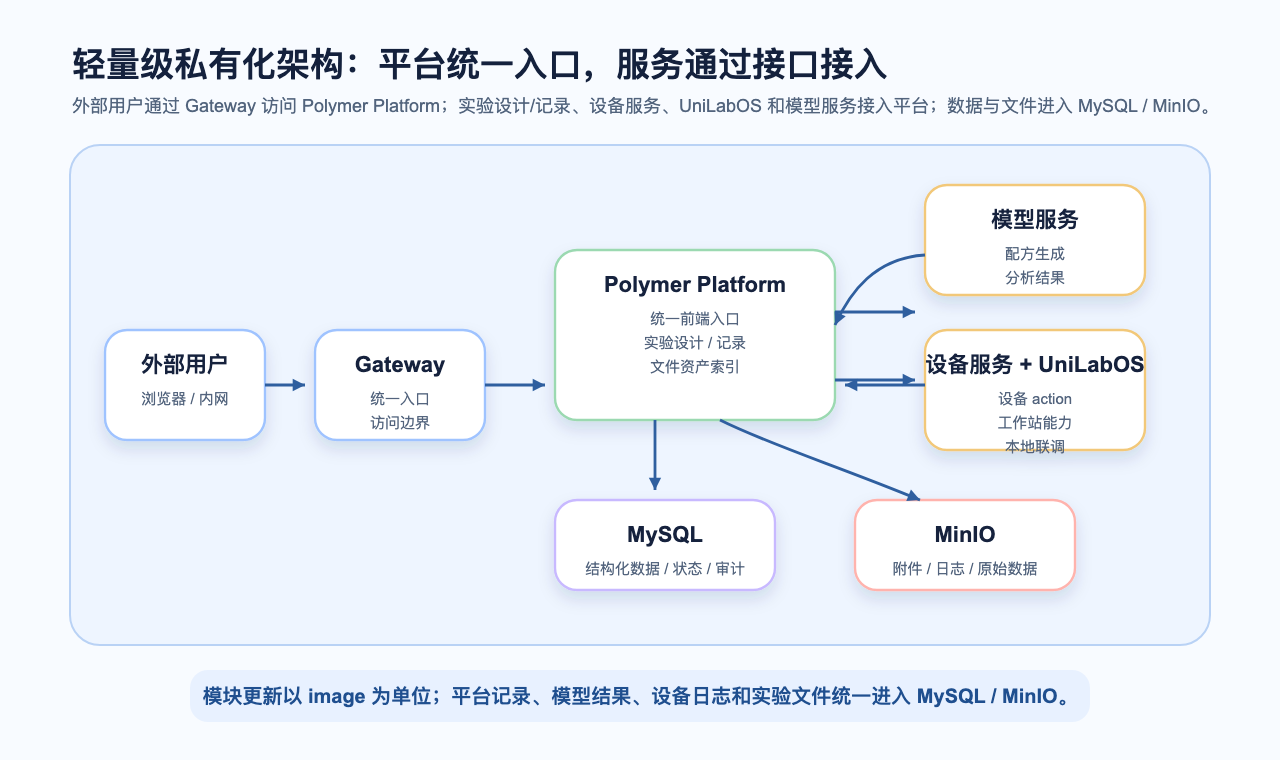 轻量级私有化架构：平台统一入口，服务通过接口接入
外部用户通过 Gateway 访问 Polymer Platform；实验设计/记录、设备服务、UniLabOS 和模型服务接入平台；数据与文件进入 MySQL / MinIO。
模型服务
配方生成
分析结果
Polymer Platform
统一前端入口
实验设计 / 记录
文件资产索引
外部用户
浏览器 / 内网
Gateway
统一入口
访问边界
设备服务 + UniLabOS
设备 action
工作站能力
本地联调
MySQL
结构化数据 / 状态 / 审计
MinIO
附件 / 日志 / 原始数据
模块更新以 image 为单位；平台记录、模型结果、设备日志和实验文件统一进入 MySQL / MinIO。